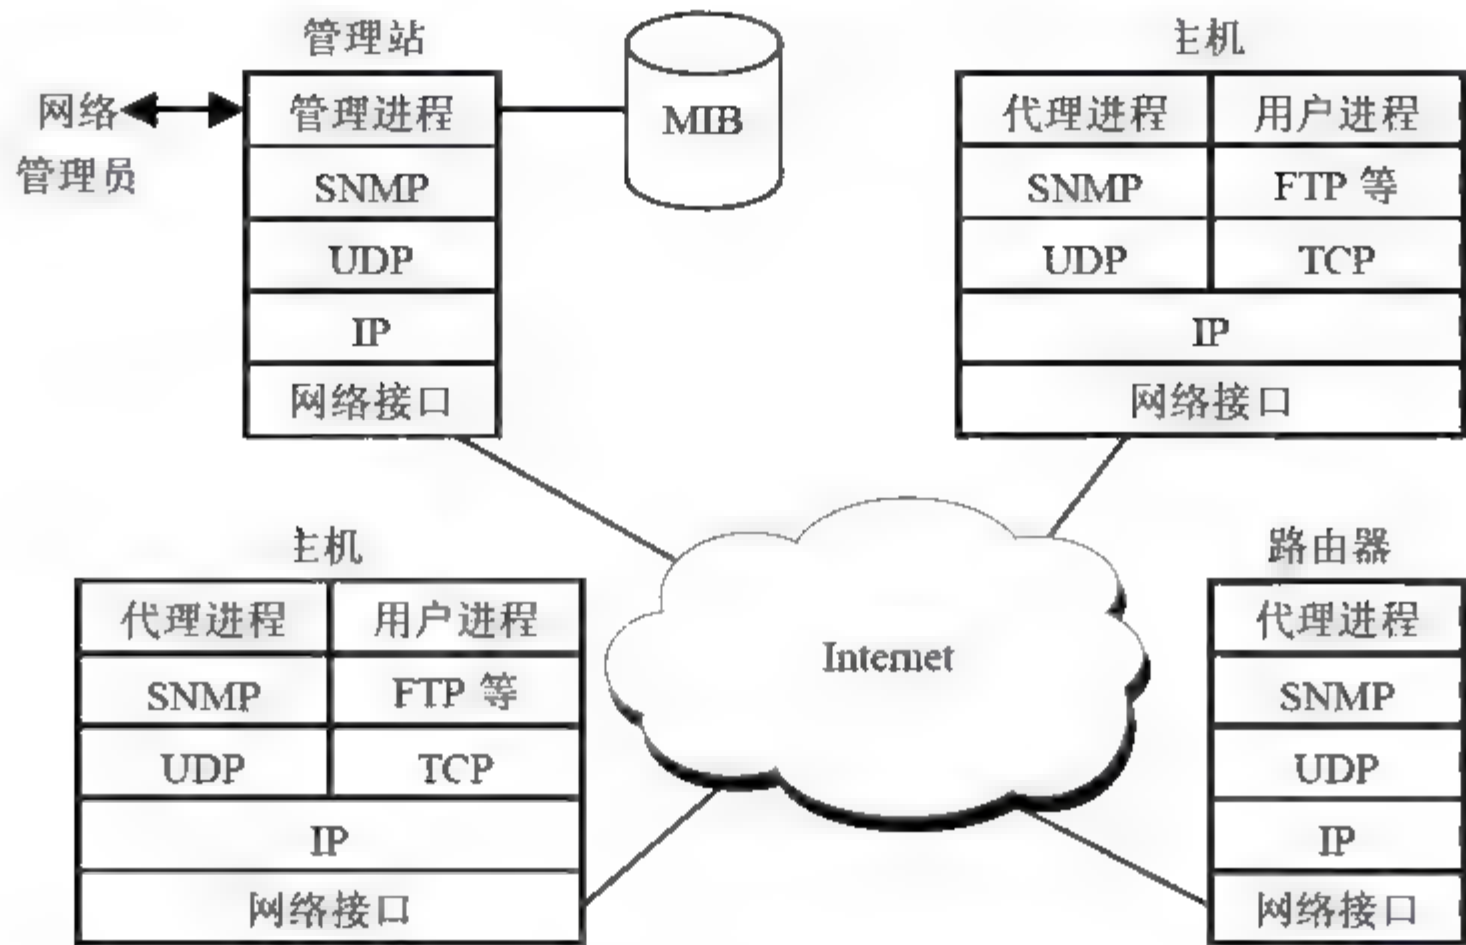 管理站
网络
管理员
管理进程
SNMP
UDP
IP
网络接口
MIB
主机
代理进程 用户进程
SNMP FTP 等
UDP TCP
IP
网络接口
主机
代理进程 用户进程
SNMP FTP 等
UDP TCP
IP
网络接口
Internet
路由器
代理进程
SNMP
UDP
IP
网络接口